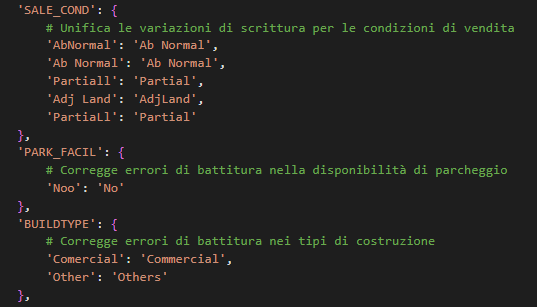 'SALE_COND': {
# Unifica le variazioni di scrittura per le condizioni di vendita
'AbNormal': 'Ab Normal',
'Ab Normal': 'Ab Normal',
'Partiall': 'Partial',
'Adj Land': 'AdjLand',
'PartiaLl': 'Partial'
},
'PARK_FACIL': {
# Corregge errori di battitura nella disponibilità di parcheggio
'Noo': 'No'
},
'BUILDTYPE': {
# Corregge errori di battitura nei tipi di costruzione
'Comercial': 'Commercial',
'Other': 'Others'
},